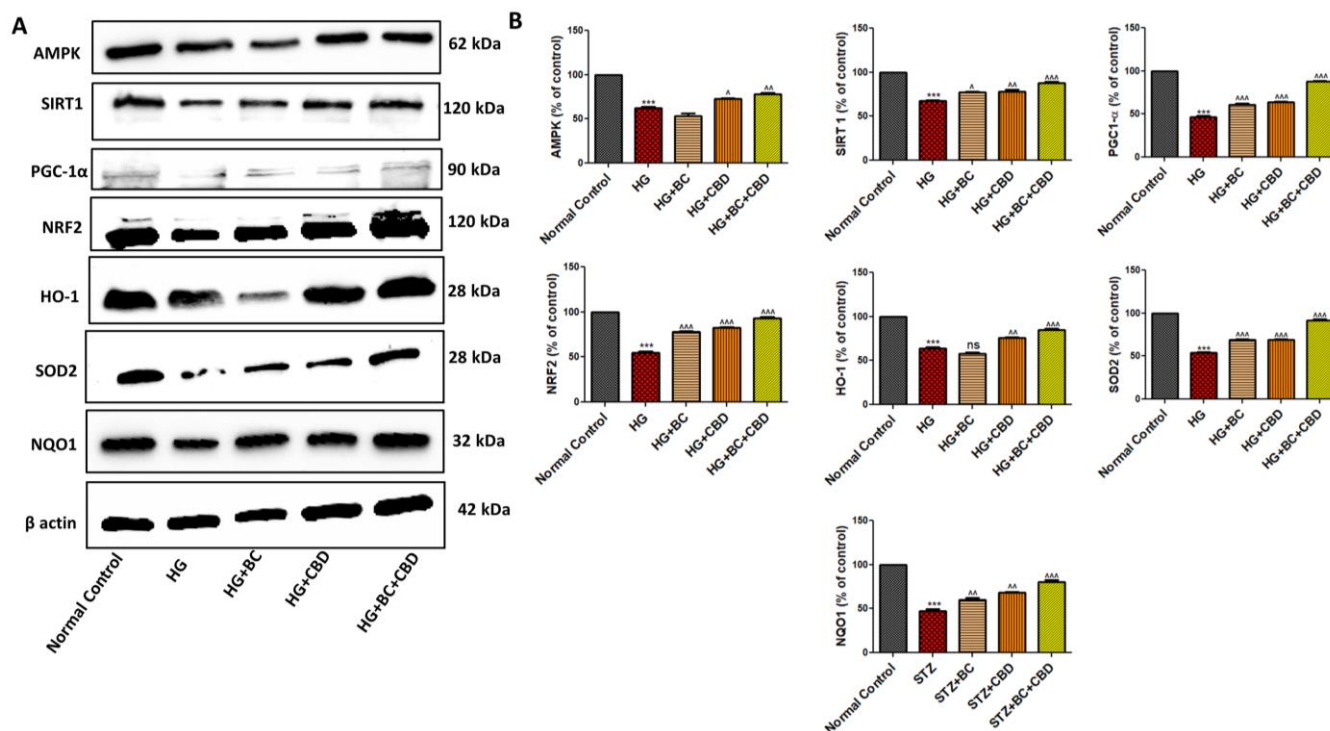 A
AMPK
62 kDa
SIRT1
120 kDa
PGC-1α
90 kDa
NRF2
120 kDa
HO-1
28 kDa
SOD2
28 kDa
NQO1
32 kDa
β actin
42 kDa
Normal Control
HG
HG+BC
HG+CBD
HG+BC+CBD
B
AMPK (% of control)
150
100
50
0
***
^
^^
Normal Control
HG
HG+BC
HG+CBD
HG+BC+CBD
SIRT 1 (% of control)
150
100
50
0
***
^
^^
^^^
Normal Control
HG
HG+BC
HG+CBD
HG+BC+CBD
PGC1-α (% of control)
150
100
50
0
***
^^^
^^^
^^^
Normal Control
HG
HG+BC
HG+CBD
HG+BC+CBD
NRF2 (% of control)
150
100
50
0
***
^^^
^^^
^^^
Normal Control
HG
HG+BC
HG+CBD
HG+BC+CBD
HO-1 (% of control)
150
100
50
0
***
ns
^^
^^^
Normal Control
HG
HG+BC
HG+CBD
HG+BC+CBD
SOD2 (% of control)
150
100
50
0
***
^^^
^^^
^^^
Normal Control
HG
HG+BC
HG+CBD
HG+BC+CBD
NQO1 (% of control)
150
100
50
0
***
^^
^^
^^^
Normal Control
STZ
STZ+BC
STZ+CBD
STZ+BC+CBD